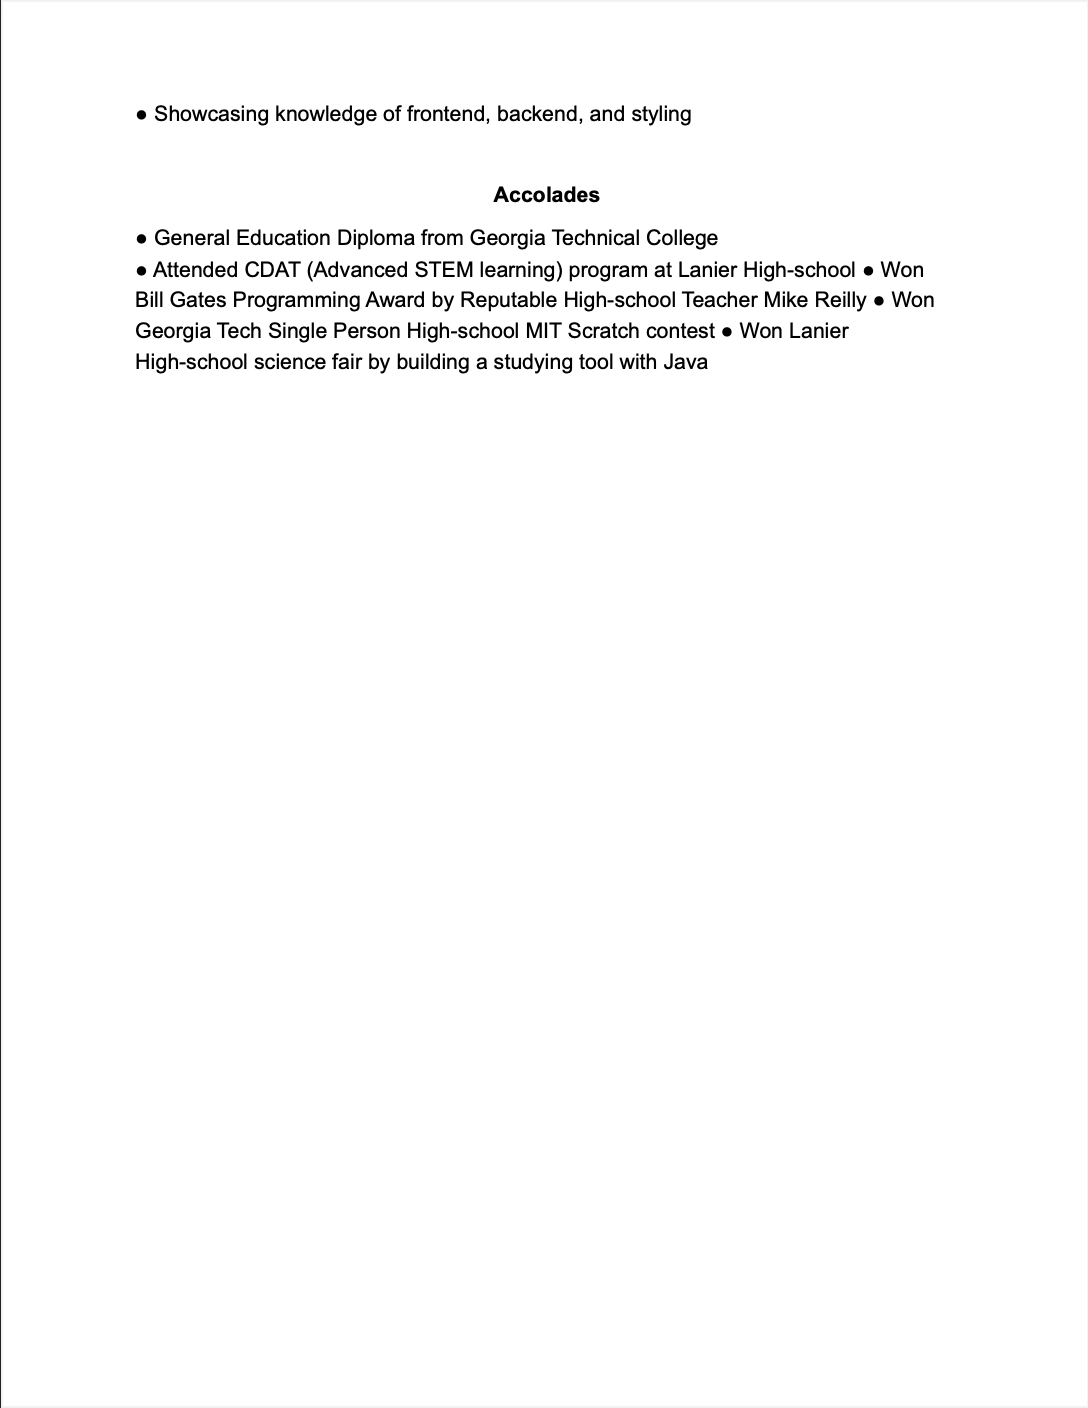 ● Showcasing knowledge of frontend, backend, and styling
Accolades
● General Education Diploma from Georgia Technical College
● Attended CDAT (Advanced STEM learning) program at Lanier High-school ● Won
Bill Gates Programming Award by Reputable High-school Teacher Mike Reilly ● Won
Georgia Tech Single Person High-school MIT Scratch contest ● Won Lanier
High-school science fair by building a studying tool with Java